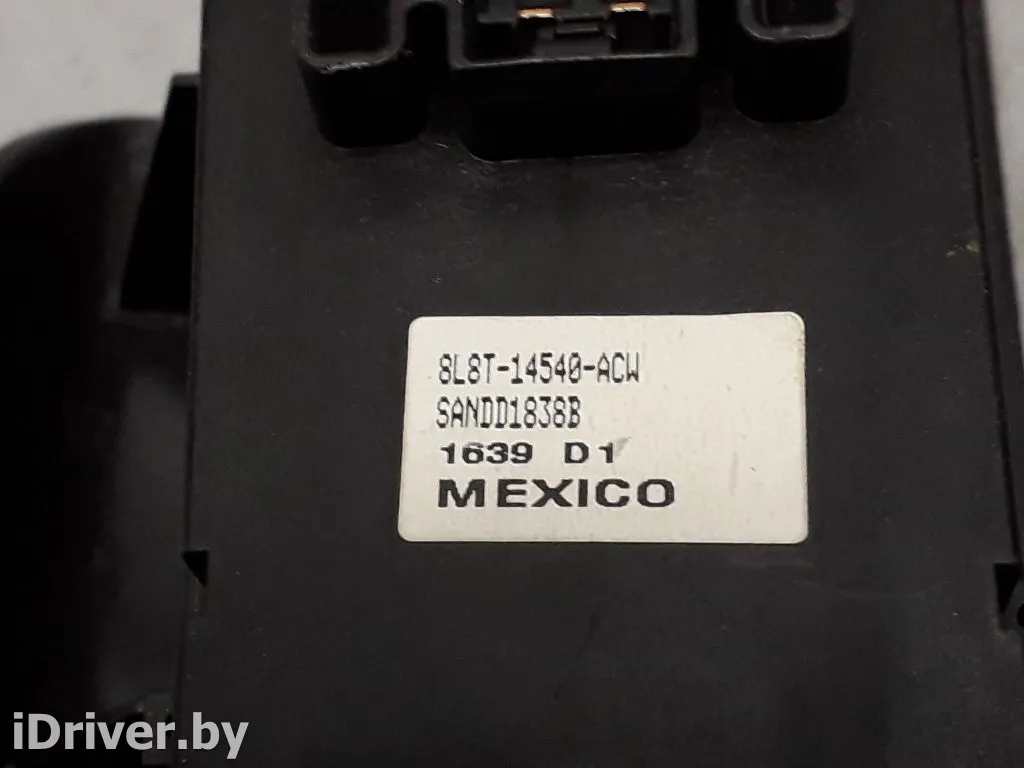 8L8T-14540-ACW
SANDD1838B
1639 D1
MEXICO
iDriver.by